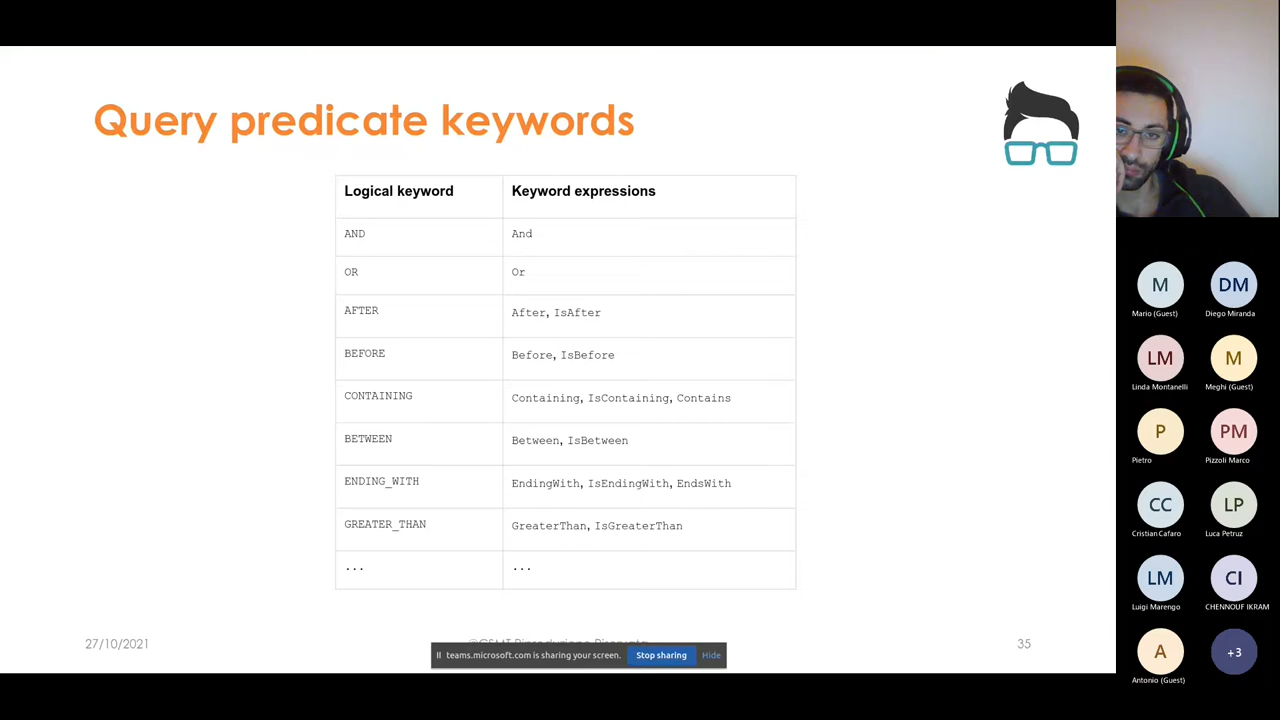 Query predicate keywords
Logical keyword Keyword expressions
AND And
OR Or
AFTER After, IsAfter
BEFORE Before, IsBefore
CONTAINING Containing, IsContaining, Contains
BETWEEN Between, IsBetween
ENDING_WITH EndingWith, IsEndingWith, EndsWith
GREATER_THAN GreaterThan, IsGreaterThan
... ...
27/10/2021
35
teams.microsoft.com is sharing your screen. Stop sharing Hide
M DM
Mario (Guest) Diego Miranda
LM M
Linda Montanelli Meghi (Guest)
P PM
Pietro Pizzoli Marco
CC LP
Cristian Cafaro Luca Petruz
LM CI
Luigi Marengo CHENNOUF IKRAM
A +3
Antonio (Guest)